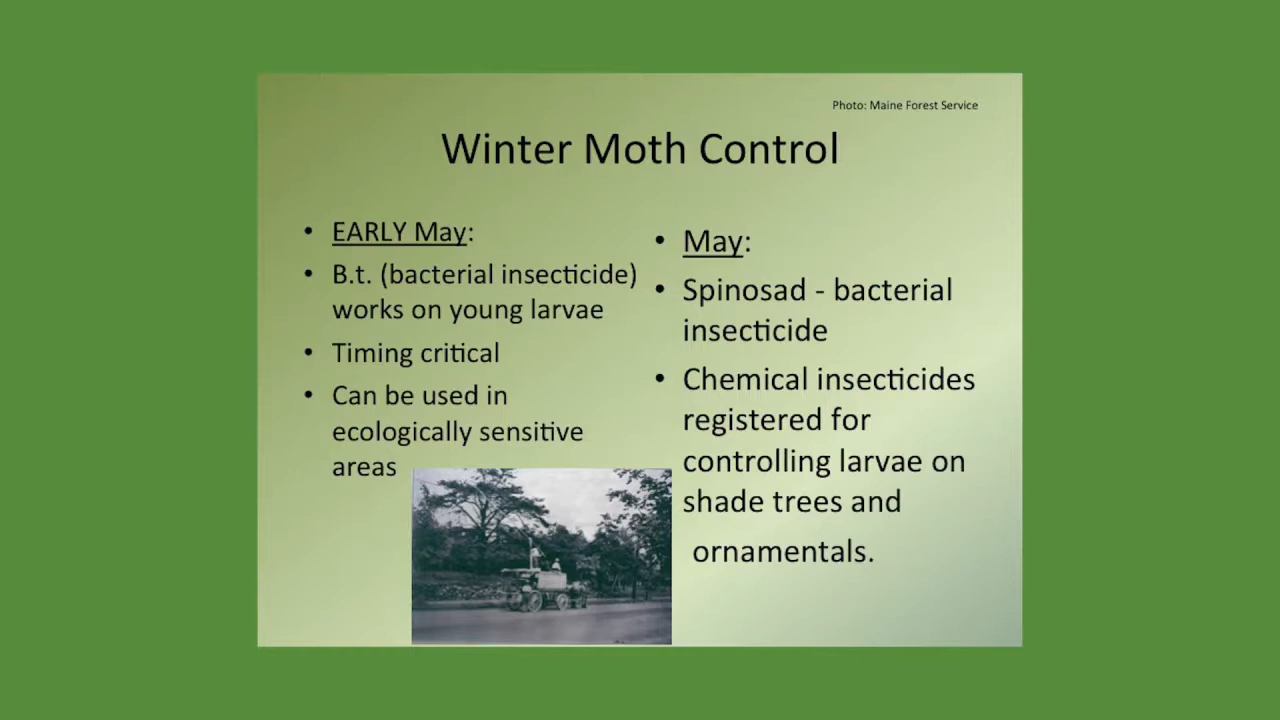 Photo: Maine Forest Service
Winter Moth Control
• EARLY May:
• B.t. (bacterial insecticide)
works on young larvae
• Timing critical
• Can be used in
ecologically sensitive
areas
• May:
• Spinosad - bacterial
insecticide
• Chemical insecticides
registered for
controlling larvae on
shade trees and
ornamentals.